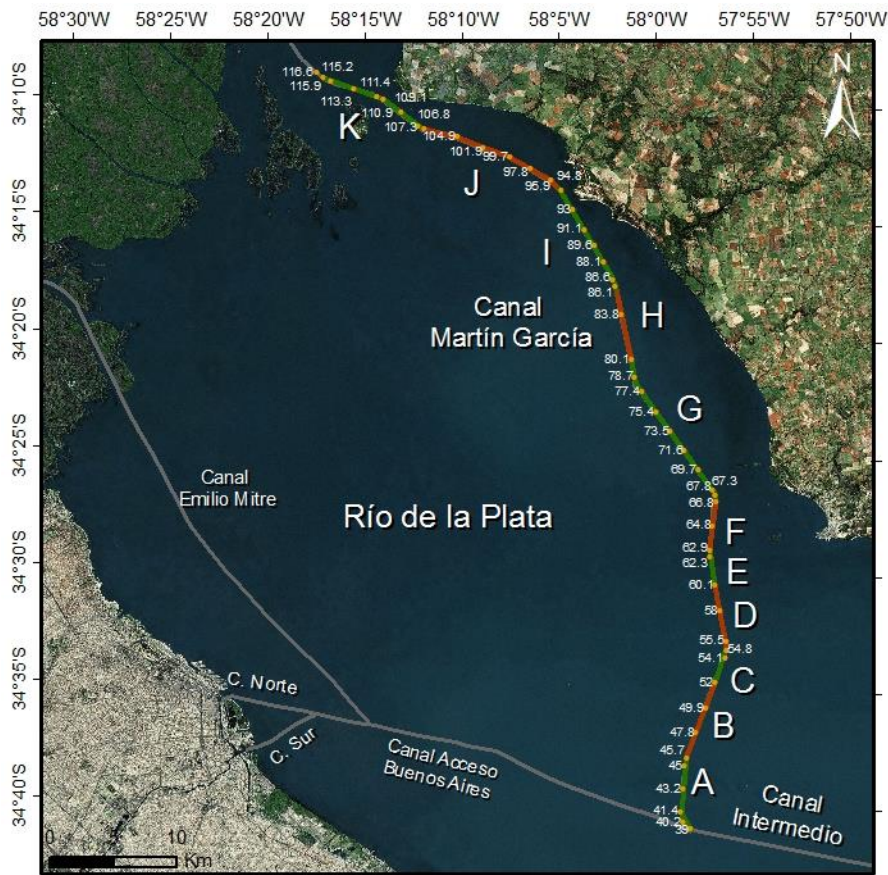 58°30'W
58°20'W
58°15'W
58°10'W
58°5'W
58°0'W
57°55'W
57°50'W
34°10'S
34°15'S
34°20'S
34°25'S
34°30'S
34°35'S
34°40'S
N
116.6
115.2
115.9
113.3
111.4
110.9
109.1
107.3
106.8
104.9
101.9
99.7
97.8
95.9
94.8
93
91.1
89.6
88.1
86.6
86.1
83.8
80.1
78.7
77.4
75.4
73.5
71.6
69.7
67.8
67.3
66.8
64.8
62.9
62.3
60.1
58
55.5
54.8
54.1
52
49.9
47.8
45.7
45
43.2
41.4
40.2
39
K
J
I
H
G
F
E
D
C
B
A
Canal
Martín García
Canal
Emilio Mitre
Río de la Plata
C. Norte
C. Sur
Canal Acceso
Buenos Aires
Canal
Intermedio
0
10
Km